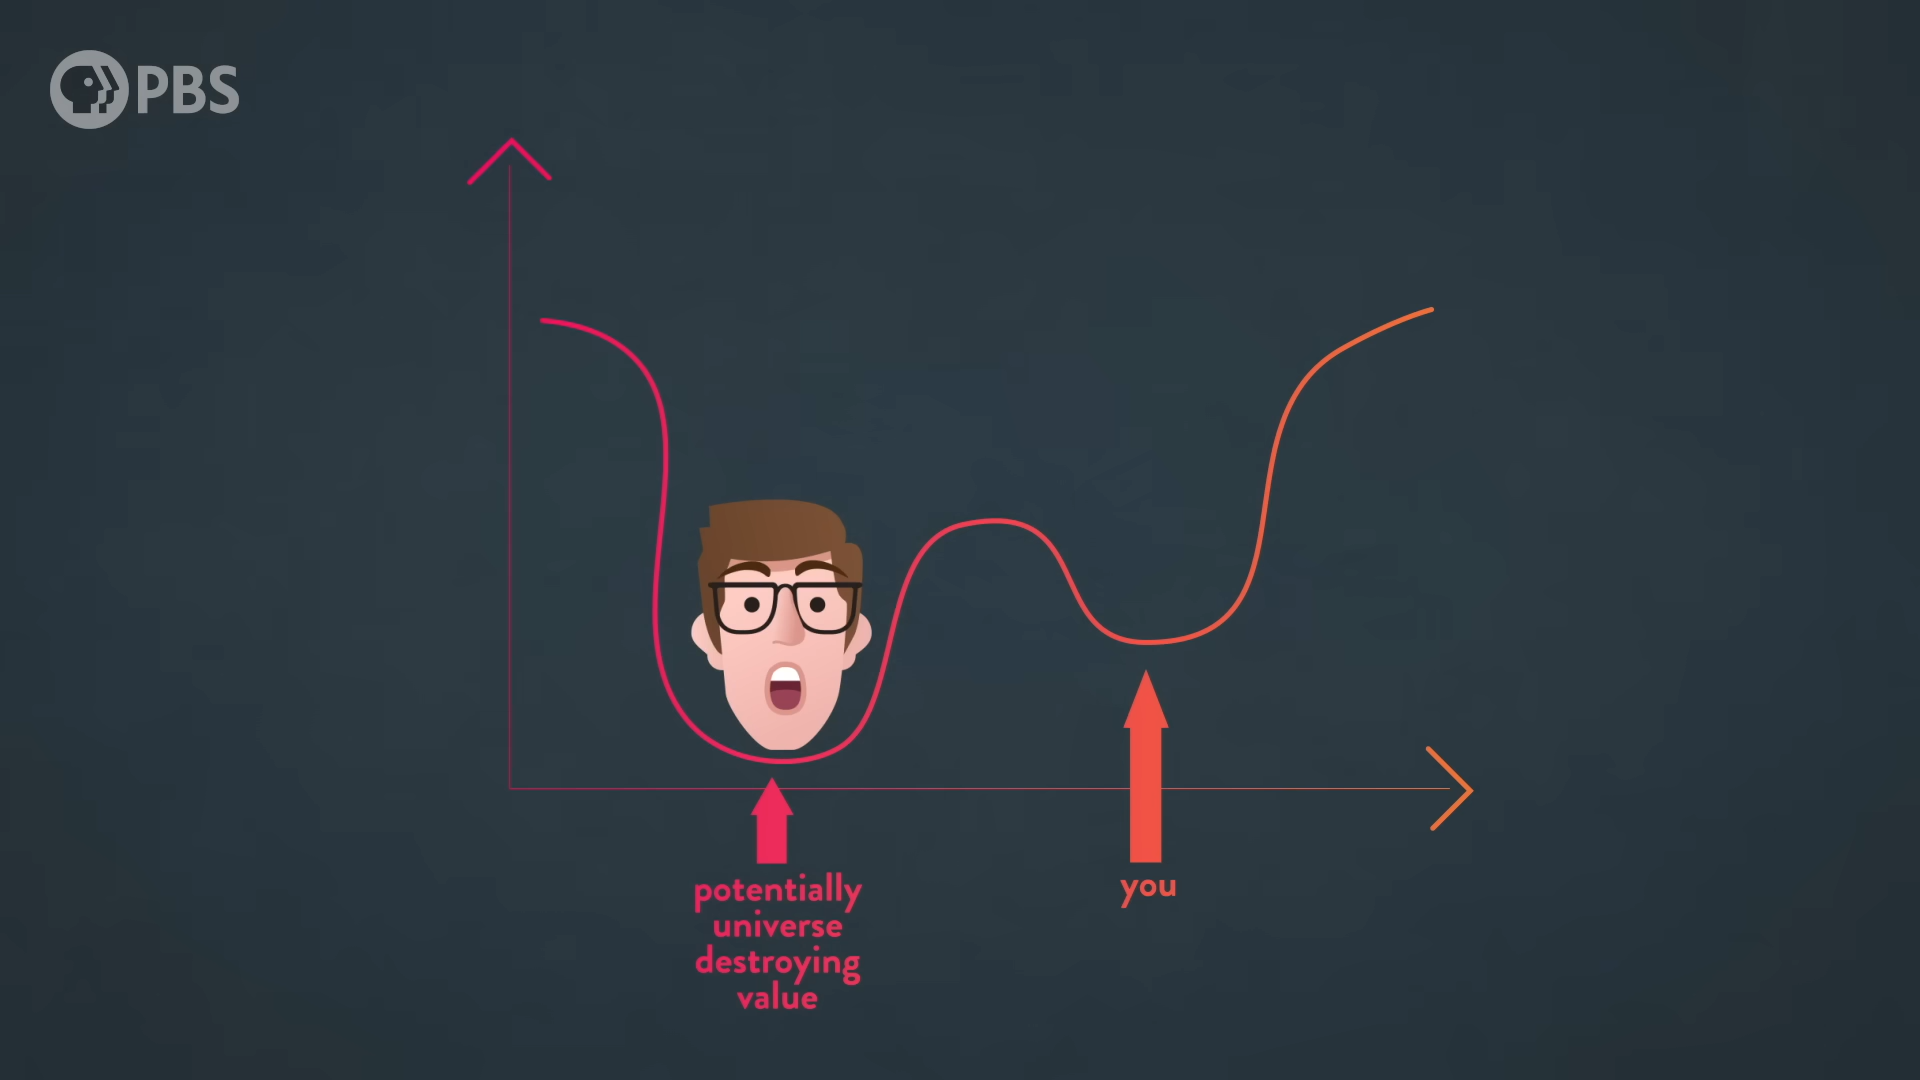 PBS
potentially
universe
destroying
value
you